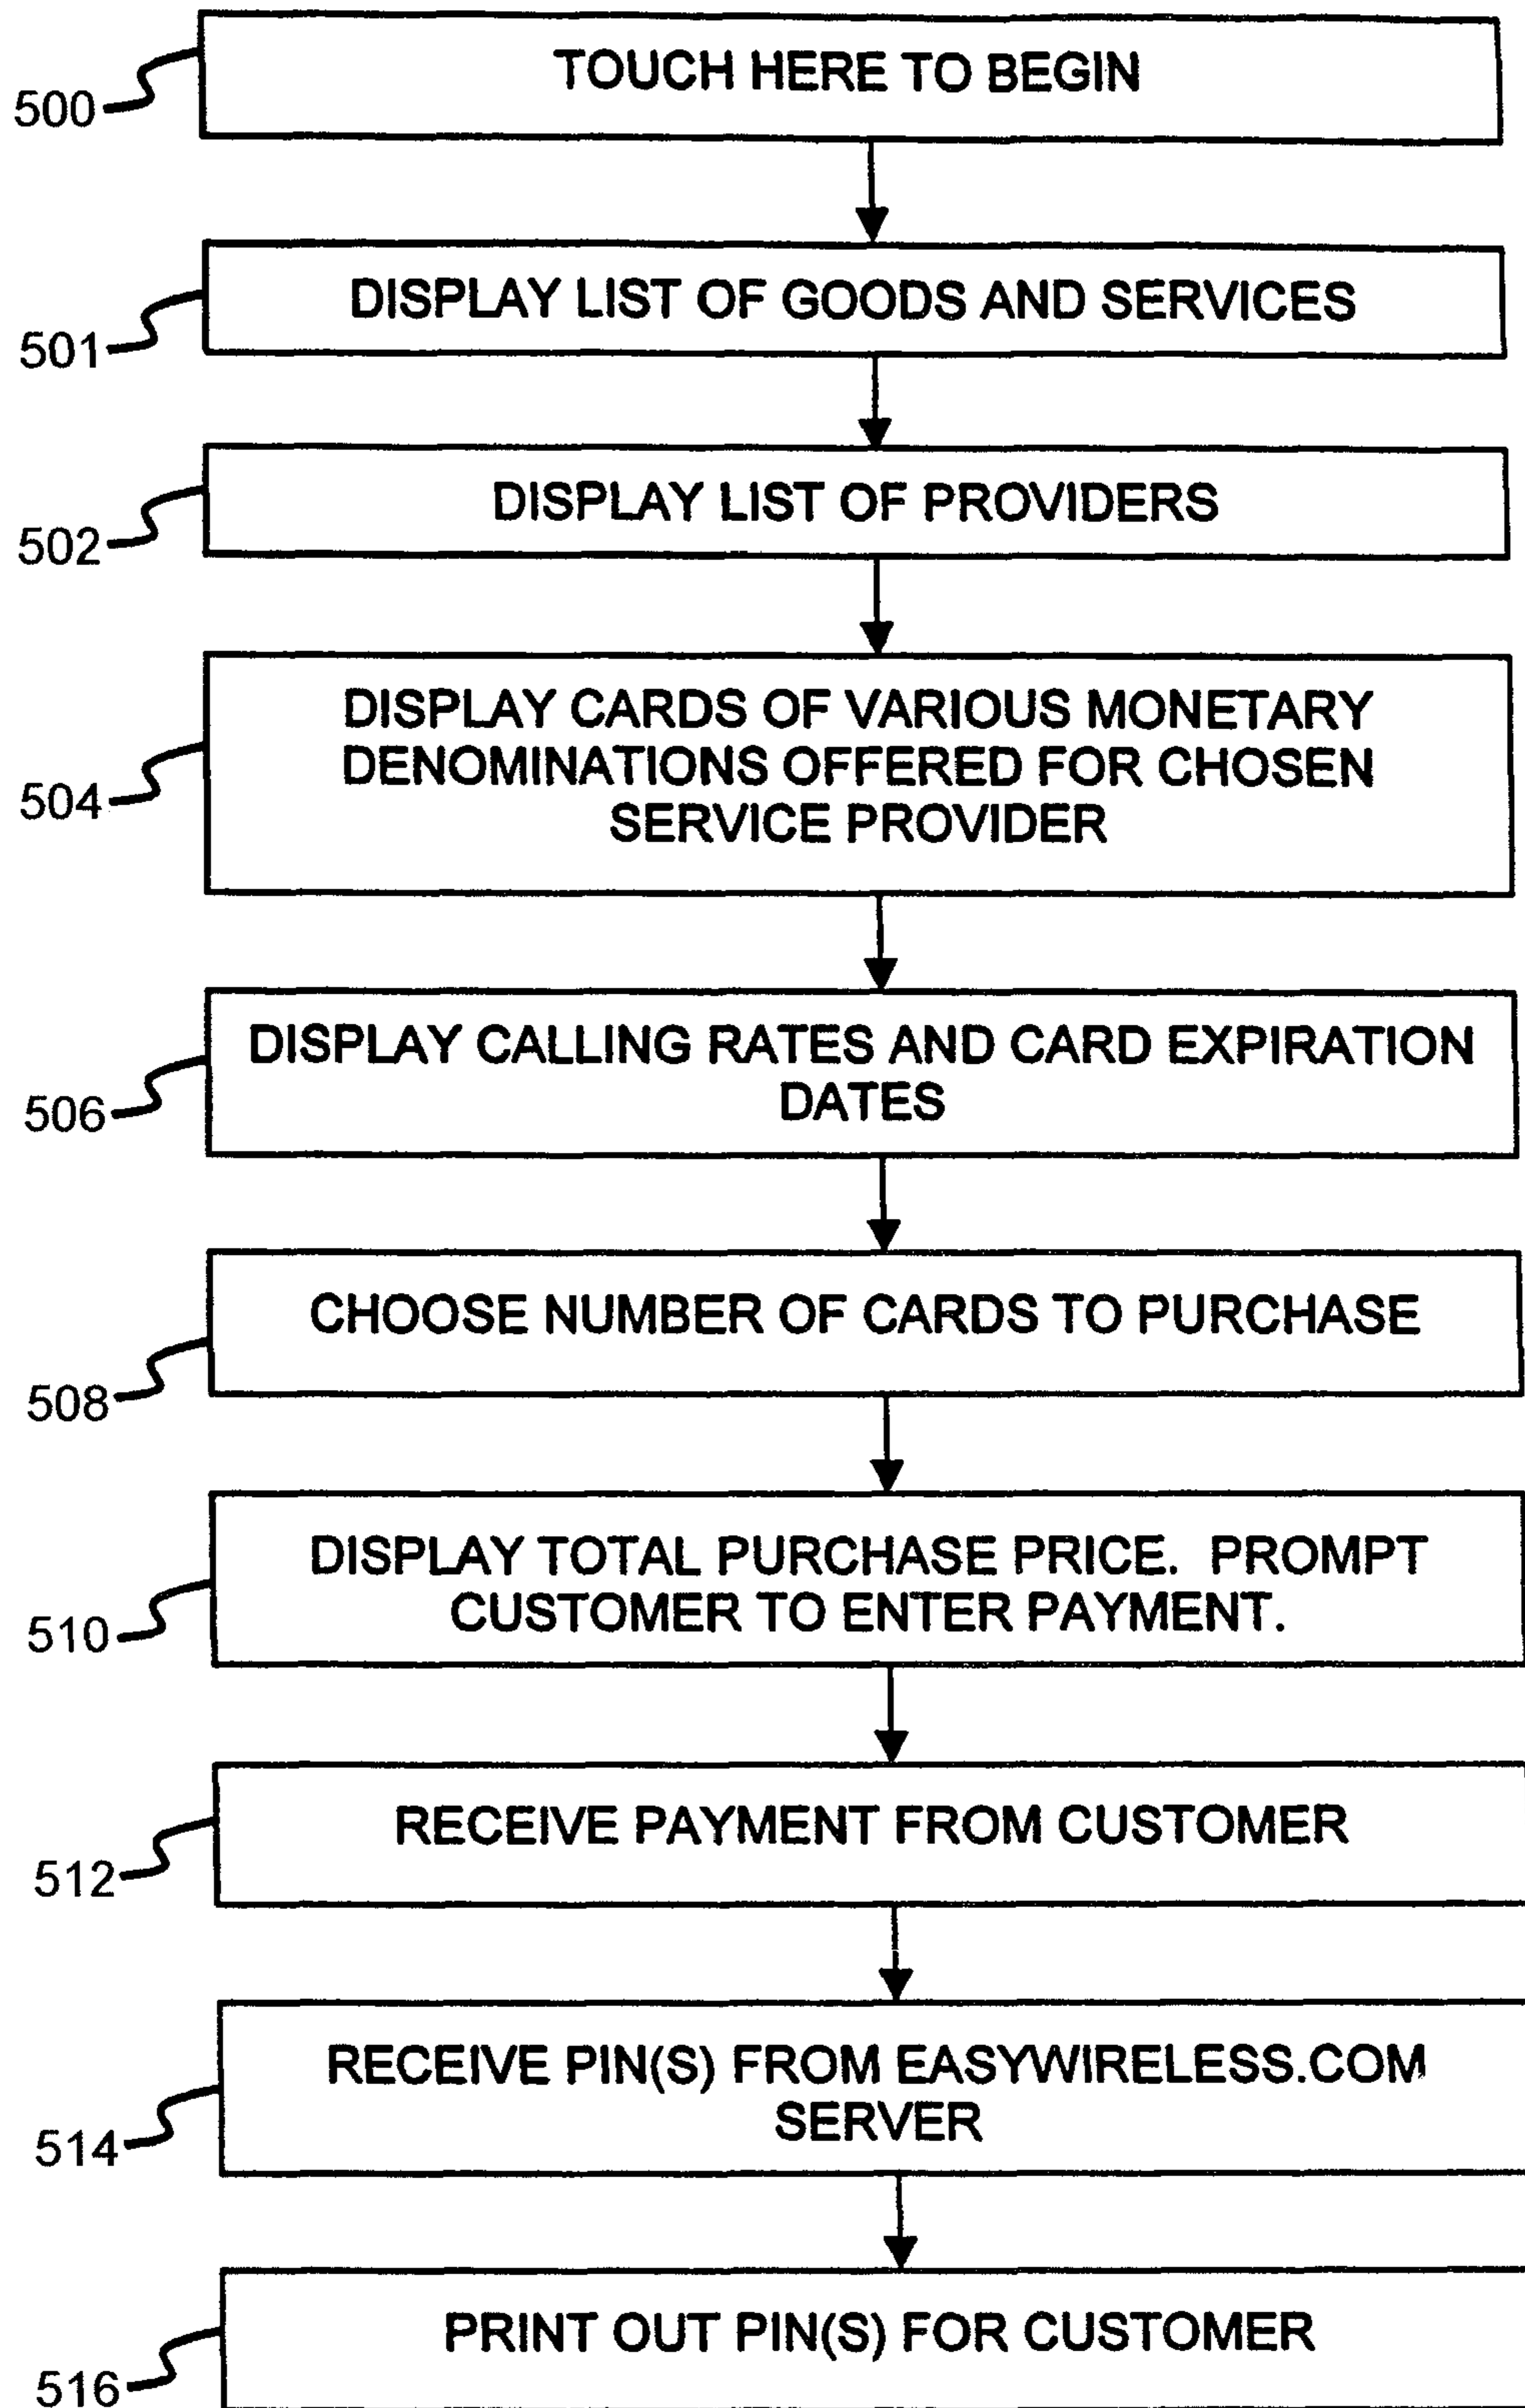 TOUCH HERE TO BEGIN
500
DISPLAY LIST OF GOODS AND SERVICES
501
DISPLAY LIST OF PROVIDERS
502
DISPLAY CARDS OF VARIOUS MONETARY
DENOMINATIONS OFFERED FOR CHOSEN
SERVICE PROVIDER
504
DISPLAY CALLING RATES AND CARD EXPIRATION
DATES
506
CHOOSE NUMBER OF CARDS TO PURCHASE
508
DISPLAY TOTAL PURCHASE PRICE. PROMPT
CUSTOMER TO ENTER PAYMENT.
510
RECEIVE PAYMENT FROM CUSTOMER
512
RECEIVE PIN(S) FROM EASYWIRELESS.COM
SERVER
514
PRINT OUT PIN(S) FOR CUSTOMER
516